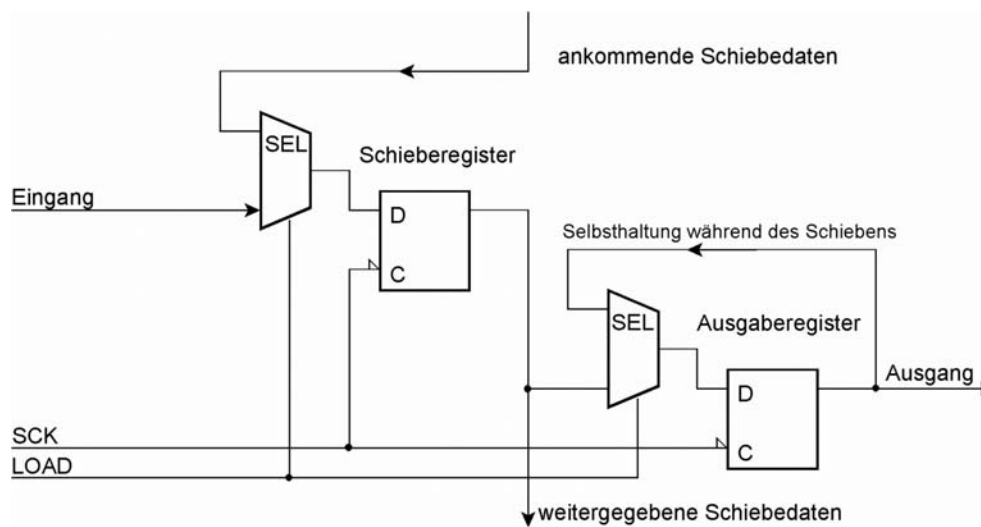 ankommende Schiebedaten
SEL
Schieberegister
Eingang
D
C
Selbsthaltung während des Schiebens
SEL
Ausgaberegister
Ausgang
D
C
SCK
LOAD
weitergegebene Schiebedaten